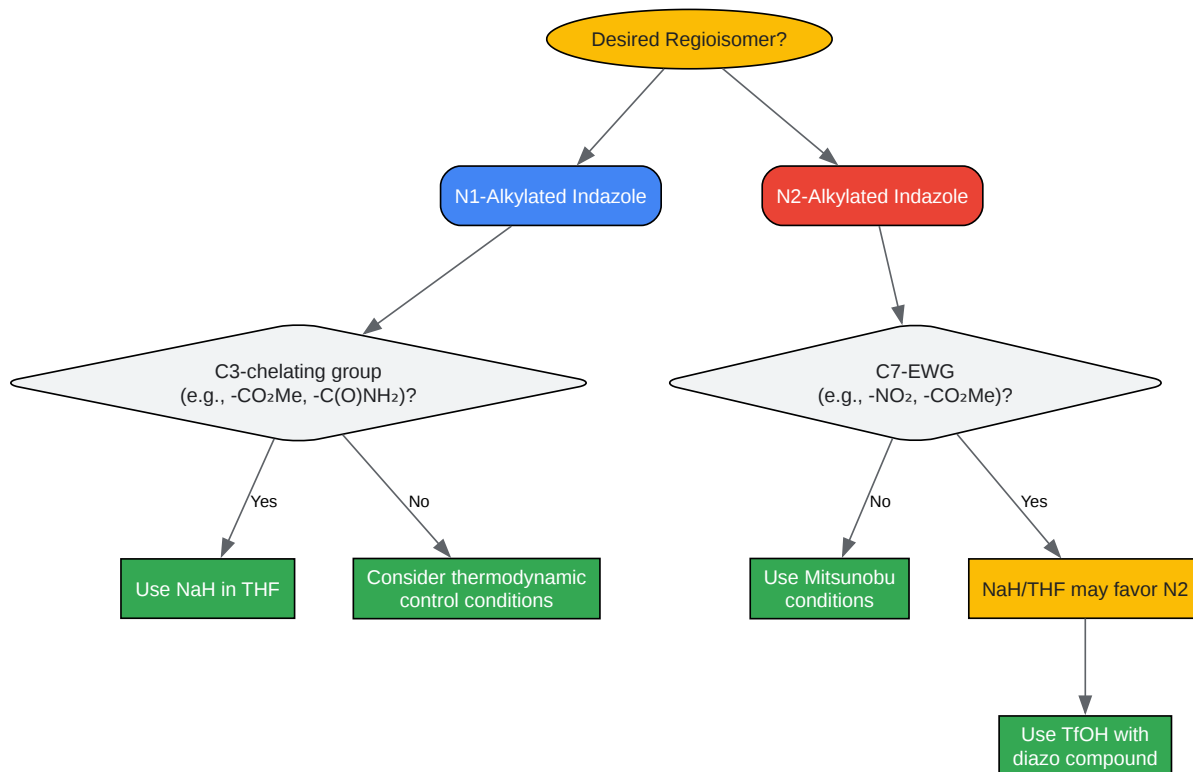 Desired Regioisomer?
N1-Alkylated Indazole
N2-Alkylated Indazole
C3-chelating group
(e.g., -CO₂Me, -C(O)NH₂)?
C7-EWG
(e.g., -NO₂, -CO₂Me)?
Yes
No
No
Yes
Use NaH in THF
Consider thermodynamic
control conditions
Use Mitsunobu
conditions
NaH/THF may favor N2
Use TfOH with
diazo compound